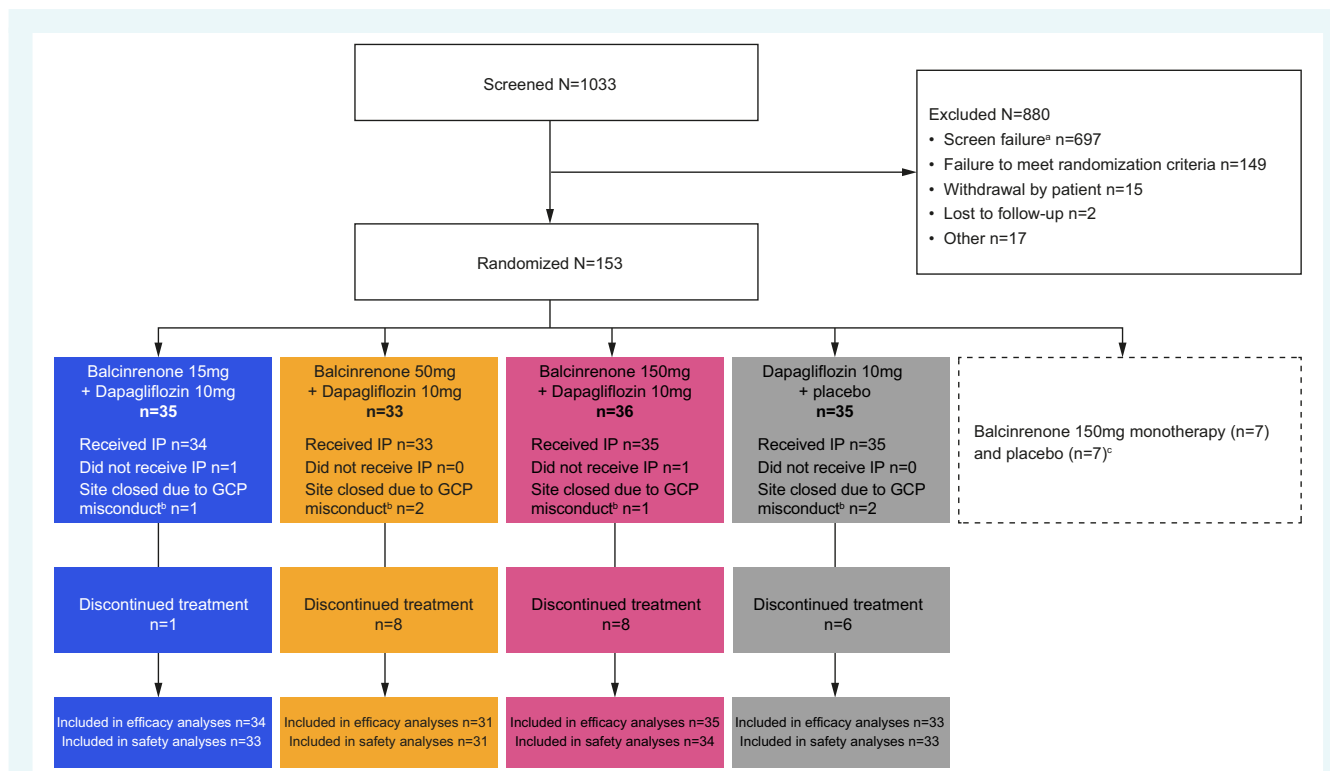 Screened N=1033
Excluded N=880
• Screen failureᵃ n=697
• Failure to meet randomization criteria n=149
• Withdrawal by patient n=15
• Lost to follow-up n=2
• Other n=17
Randomized N=153
Balcinrenone 15mg
+ Dapagliflozin 10mg
n=35
Received IP n=34
Did not receive IP n=1
Site closed due to GCP
misconductᵇ n=1
Balcinrenone 50mg
+ Dapagliflozin 10mg
n=33
Received IP n=33
Did not receive IP n=0
Site closed due to GCP
misconductᵇ n=2
Balcinrenone 150mg
+ Dapagliflozin 10mg
n=36
Received IP n=35
Did not receive IP n=1
Site closed due to GCP
misconductᵇ n=1
Dapagliflozin 10mg
+ placebo
n=35
Received IP n=35
Did not receive IP n=0
Site closed due to GCP
misconductᵇ n=2
Balcinrenone 150mg monotherapy (n=7)
and placebo (n=7)ᶜ
Discontinued treatment
n=1
Discontinued treatment
n=8
Discontinued treatment
n=8
Discontinued treatment
n=6
Included in efficacy analyses n=34
Included in safety analyses n=33
Included in efficacy analyses n=31
Included in safety analyses n=31
Included in efficacy analyses n=35
Included in safety analyses n=34
Included in efficacy analyses n=33
Included in safety analyses n=33